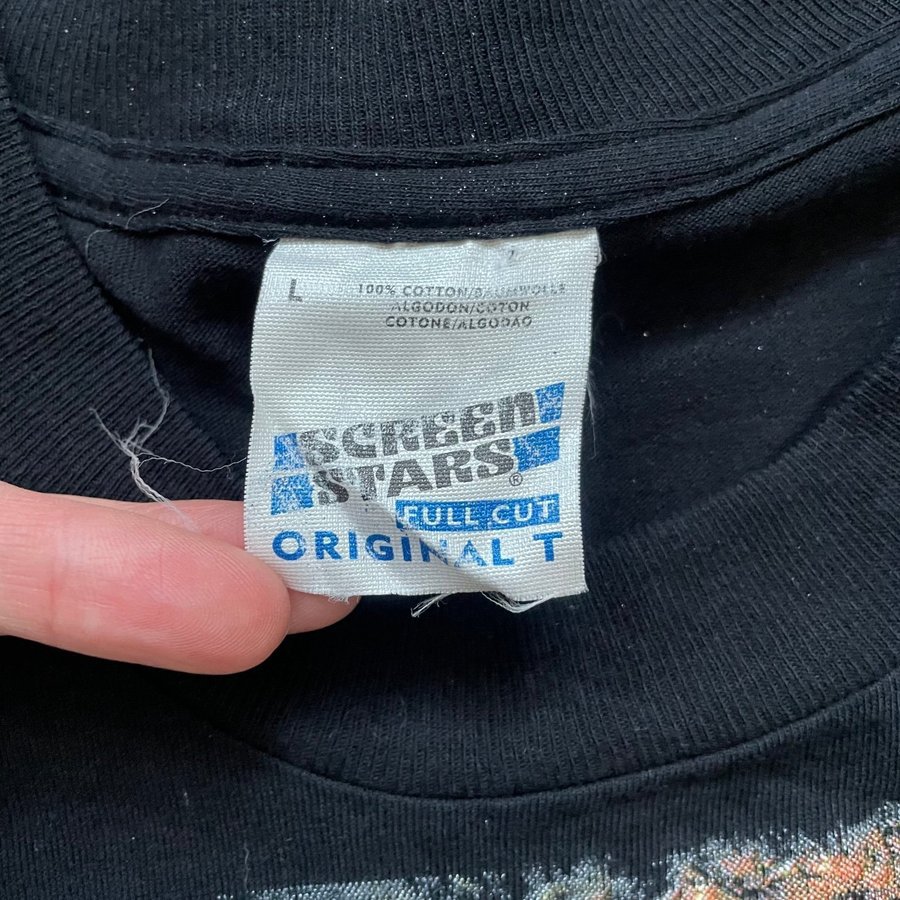 L
100% COTTON/BAUMWOLLE
ALGODON/COTON
COTONE/ALGODAO
SCREEN
STARS®
FULL CUT
ORIGINAL T